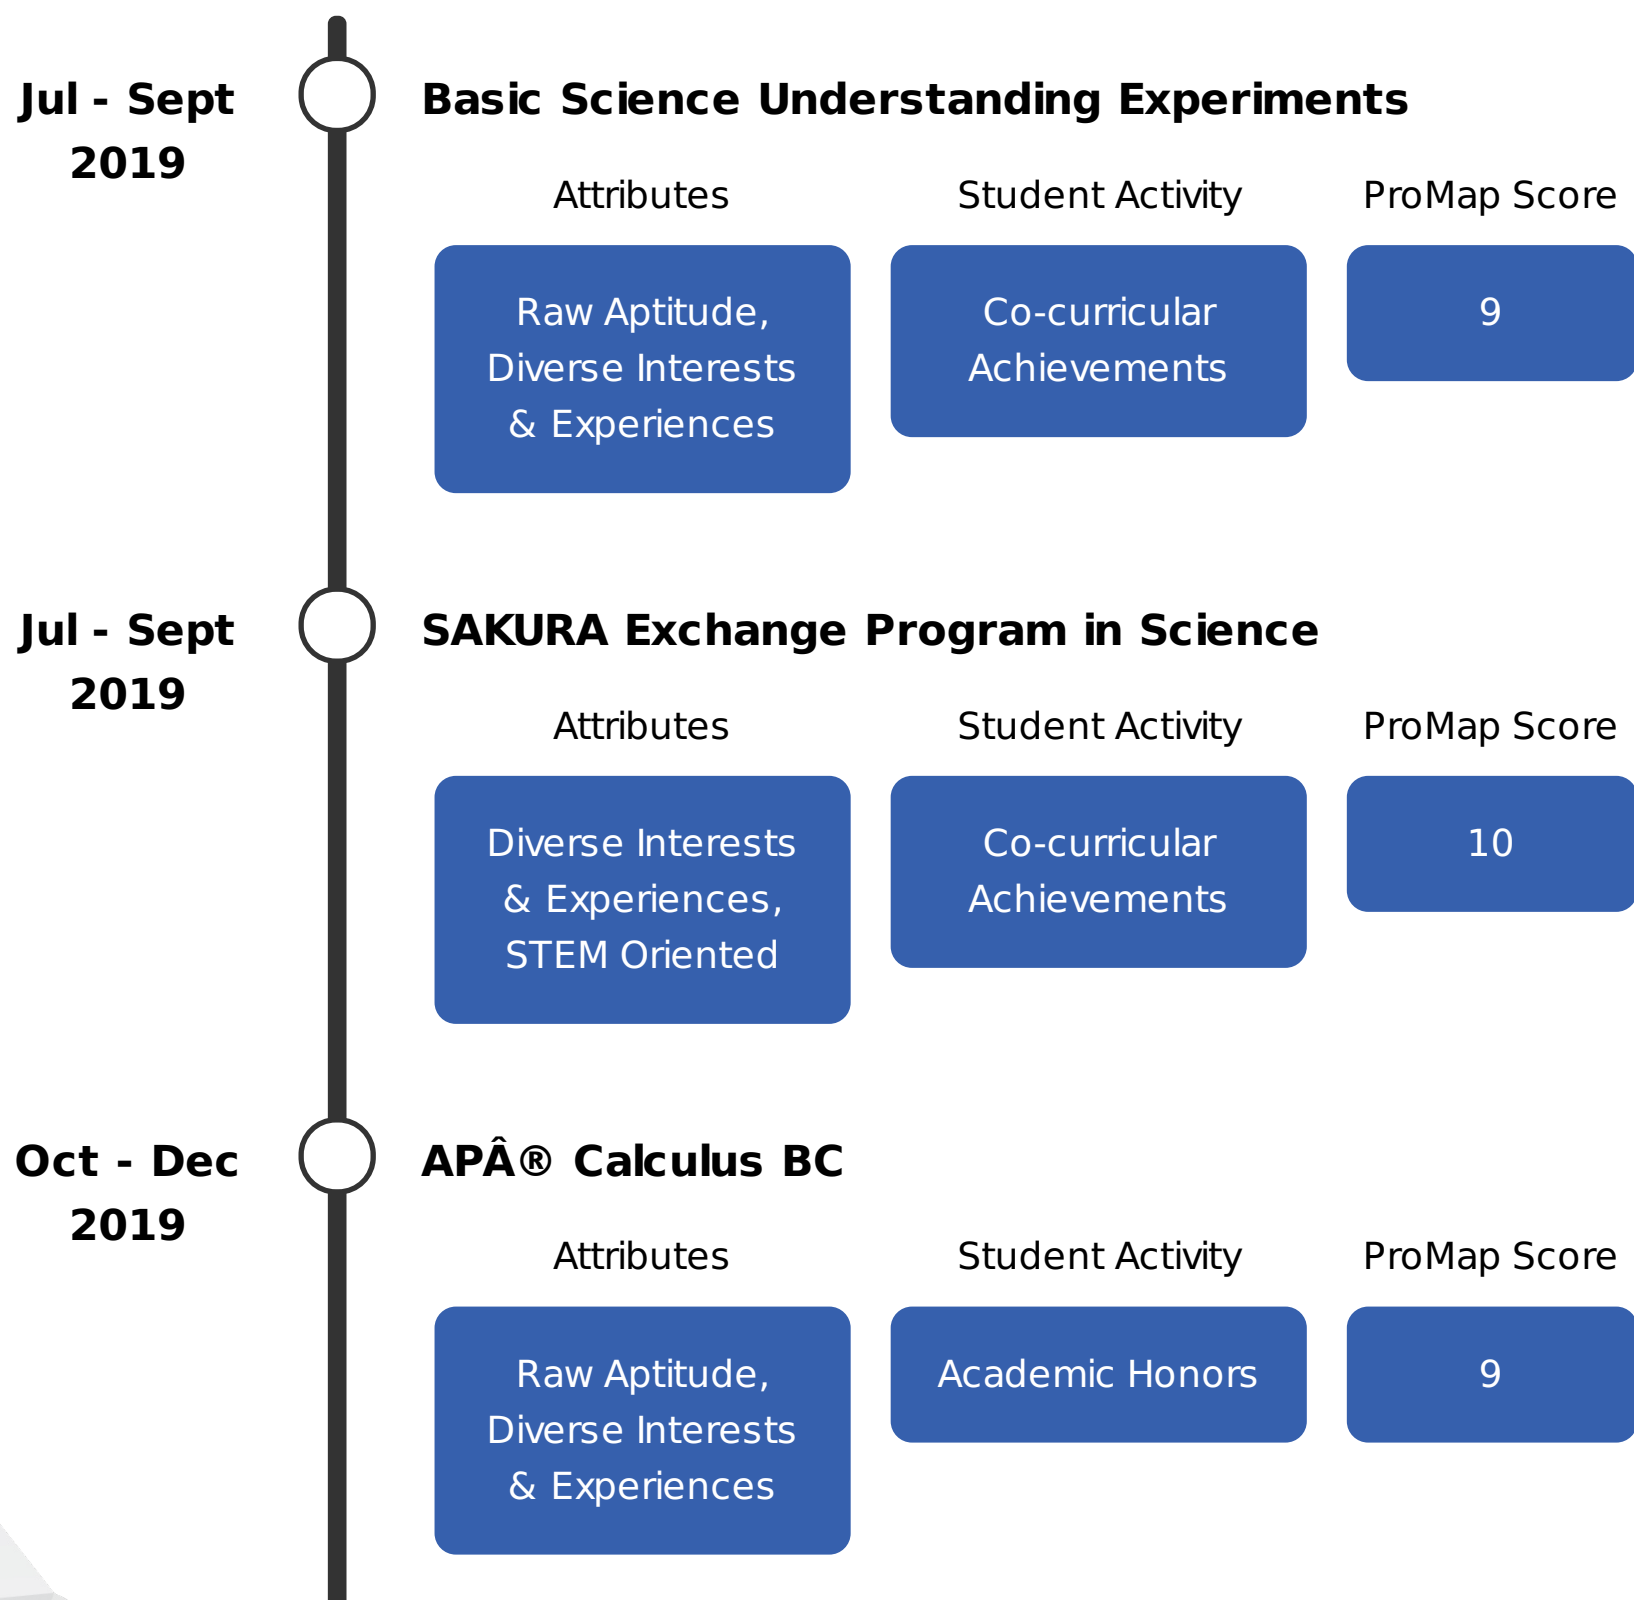 Jul - Sept
2019
Basic Science Understanding Experiments
Attributes
Student Activity
ProMap Score
Raw Aptitude,
Diverse Interests
& Experiences
Co-curricular
Achievements
9
Jul - Sept
2019
SAKURA Exchange Program in Science
Attributes
Student Activity
ProMap Score
Diverse Interests
& Experiences,
STEM Oriented
Co-curricular
Achievements
10
Oct - Dec
2019
APÂ® Calculus BC
Attributes
Student Activity
ProMap Score
Raw Aptitude,
Diverse Interests
& Experiences
Academic Honors
9